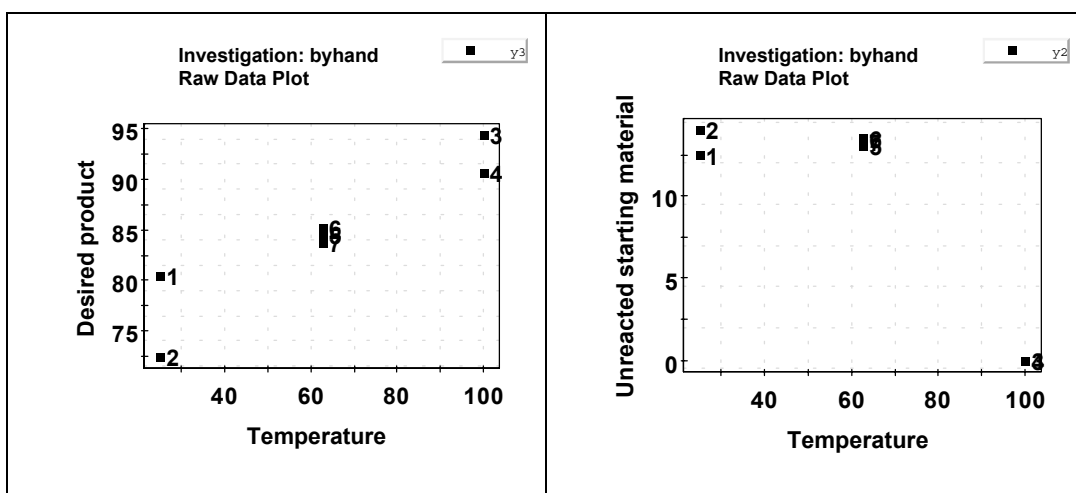 Investigation: byhand
Raw Data Plot
y3
Desired product
95
90
85
80
75
3
4
6
5
7
1
2
40
60
80
100
Temperature
Investigation: byhand
Raw Data Plot
y2
Unreacted starting material
10
5
0
2
1
6
5
3
40
60
80
100
Temperature